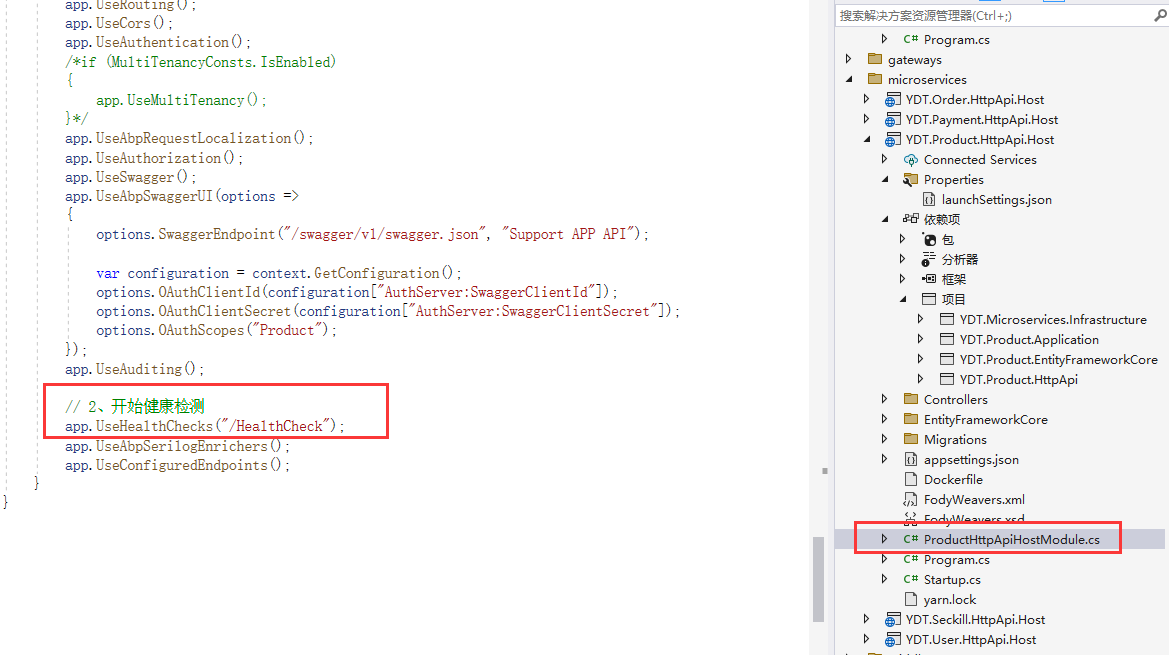 app.UseRouting();
app.UseCors();
app.UseAuthentication();
/*if (MultiTenancyConsts.IsEnabled)
{
app.UseMultiTenancy();
}*/
app.UseAbpRequestLocalization();
app.UseAuthorization();
app.UseSwagger();
app.UseAbpSwaggerUI(options =>
{
options.SwaggerEndpoint("/swagger/v1/swagger.json", "Support APP API");
var configuration = context.GetConfiguration();
options.OAuthClientId(configuration["AuthServer:SwaggerClientId"]);
options.OAuthClientSecret(configuration["AuthServer:SwaggerClientSecret"]);
options.OAuthScopes("Product");
});
app.UseAuditing();
// 2、开始健康检测
app.UseHealthChecks("/HealthCheck");
app.UseAbpSerilogEnrichers();
app.UseConfiguredEndpoints();
}
}
搜索解决方案资源管理器(Ctrl+;)
C# Program.cs
gateways
microservices
YDT.Order.HttpApi.Host
YDT.Payment.HttpApi.Host
YDT.Product.HttpApi.Host
Connected Services
Properties
launchSettings.json
依赖项
包
分析器
框架
项目
YDT.Microservices.Infrastructure
YDT.Product.Application
YDT.Product.EntityFrameworkCore
YDT.Product.HttpApi
Controllers
EntityFrameworkCore
Migrations
appsettings.json
Dockerfile
FodyWeavers.xml
FodyWeavers.xsd
C# ProductHttpApiHostModule.cs
C# Program.cs
C# Startup.cs
yarn.lock
YDT.Seckill.HttpApi.Host
YDT.User.HttpApi.Host